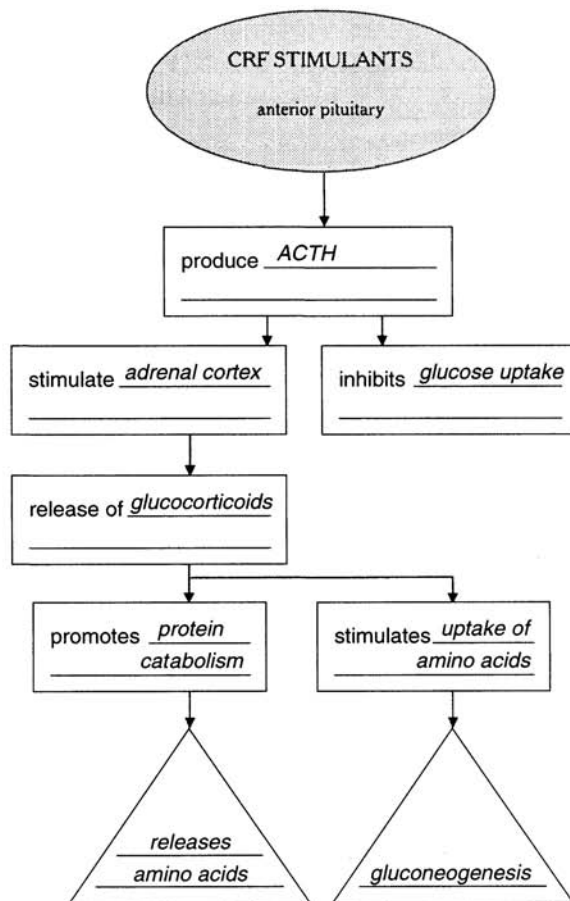 CRF STIMULANTS
anterior pituitary
produce ACTH
stimulate adrenal cortex
inhibits glucose uptake
release of glucocorticoids
promotes protein
catabolism
stimulates uptake of
amino acids
releases
amino acids
gluconeogenesis